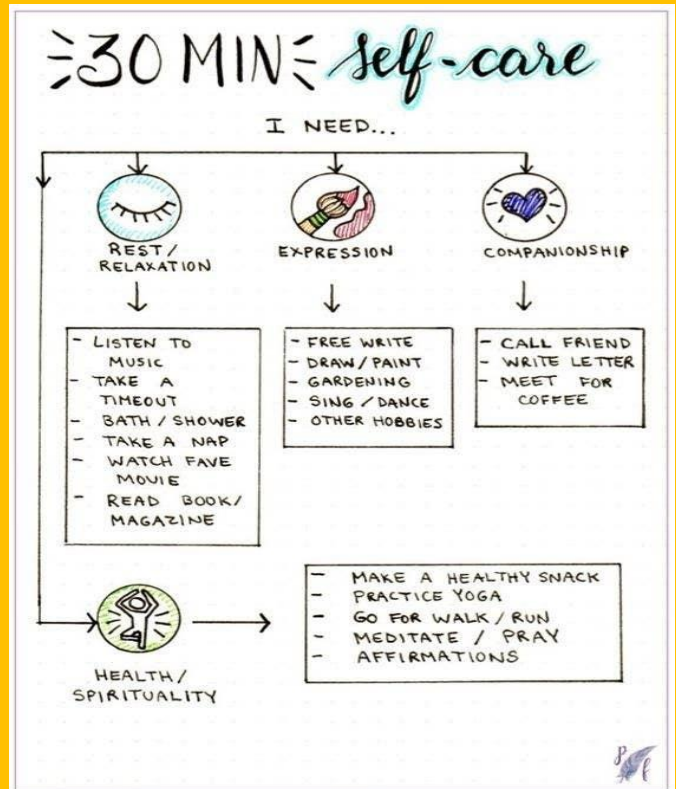 30 MIN self-care
I NEED...
REST/
RELAXATION
EXPRESSION
COMPANIONSHIP
- LISTEN TO
MUSIC
- TAKE A
TIMEOUT
- BATH / SHOWER
- TAKE A NAP
- WATCH FAVE
MOVIE
- READ BOOK/
MAGAZINE
- FREE WRITE
- DRAW/PAINT
- GARDENING
- SING / DANCE
- OTHER HOBBIES
- CALL FRIEND
- WRITE LETTER
- MEET FOR
COFFEE
HEALTH/
SPIRITUALITY
- MAKE A HEALTHY SNACK
- PRACTICE YOGA
- GO FOR WALK / RUN
- MEDITATE / PRAY
- AFFIRMATIONS